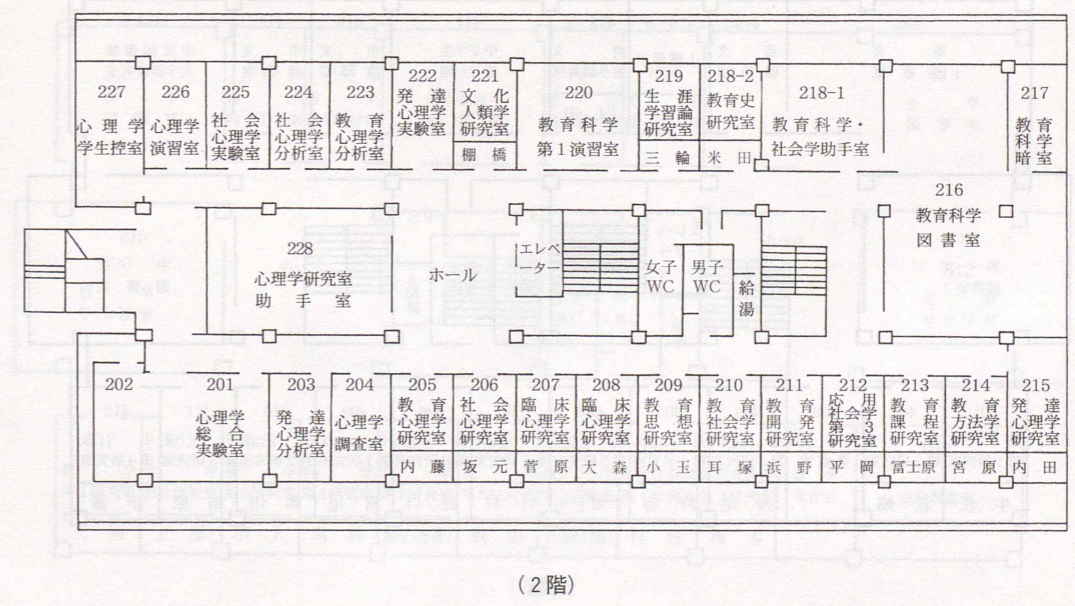 227
心理学
学生控室
226
心理学
演習室
225
社会
心理学
実験室
224
社会
心理学
分析室
223
教育
心理学
分析室
222
発達
心理学
実験室
221
文化
人類学
研究室
棚橋
220
教育科学
第1演習室
219
生涯
学習論
研究室
三輪
218-2
教育史
研究室
米田
218-1
教育科学・
社会学助手室
217
教育
科学
暗室
216
教育科学
図書室
228
心理学研究室
助手室
ホール
エレベ
ーター
女子
WC
男子
WC
給
湯
202
201
心理学
総合
実験室
203
発達
心理学
分析室
204
心理学
調査室
205
教育
心理学
研究室
内藤
206
社会
心理学
研究室
坂元
207
臨床
心理学
研究室
菅原
208
臨床
心理学
研究室
大森
209
教育
思想
研究室
小玉
210
教育
社会学
研究室
耳塚
211
教育
開発
研究室
浜野
212
応用
社会学
第3
研究室
平岡
213
教育
課程
研究室
冨士原
214
教育
方法学
研究室
宮原
215
発達
心理学
研究室
内田
(2階)